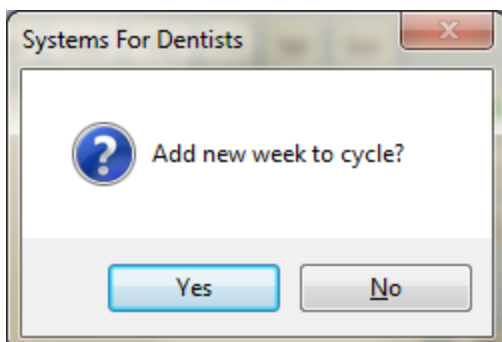 Systems For Dentists
Add new week to cycle?
Yes
No